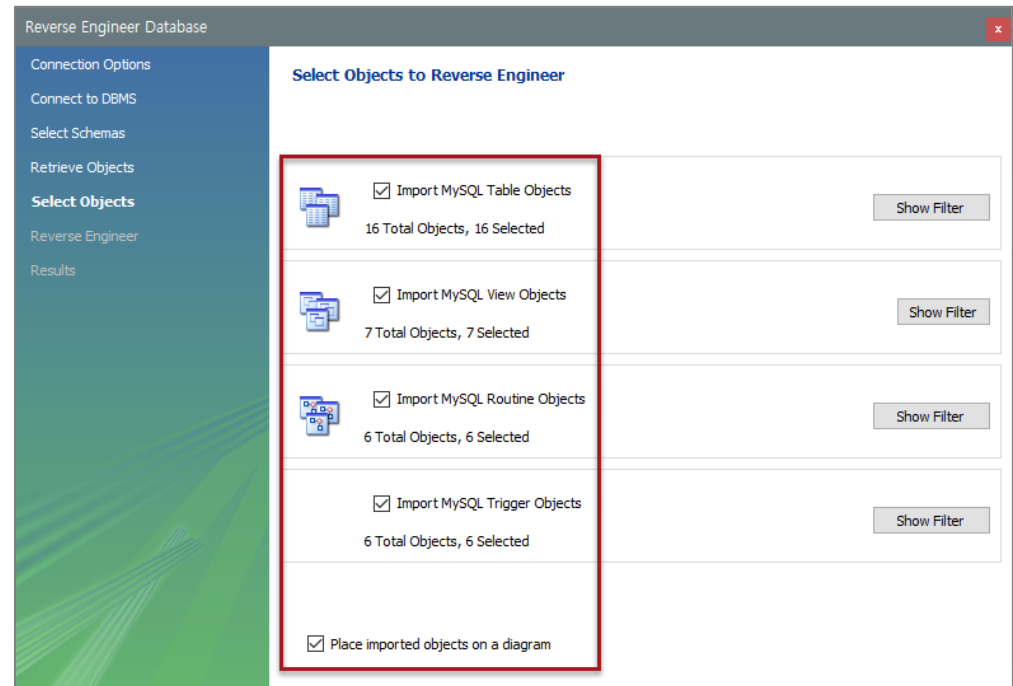 Reverse Engineer Database
x
Connection Options
Connect to DBMS
Select Schemas
Retrieve Objects
Select Objects
Reverse Engineer
Results
Select Objects to Reverse Engineer
Import MySQL Table Objects
16 Total Objects, 16 Selected
Show Filter
Import MySQL View Objects
7 Total Objects, 7 Selected
Show Filter
Import MySQL Routine Objects
6 Total Objects, 6 Selected
Show Filter
Import MySQL Trigger Objects
6 Total Objects, 6 Selected
Show Filter
Place imported objects on a diagram